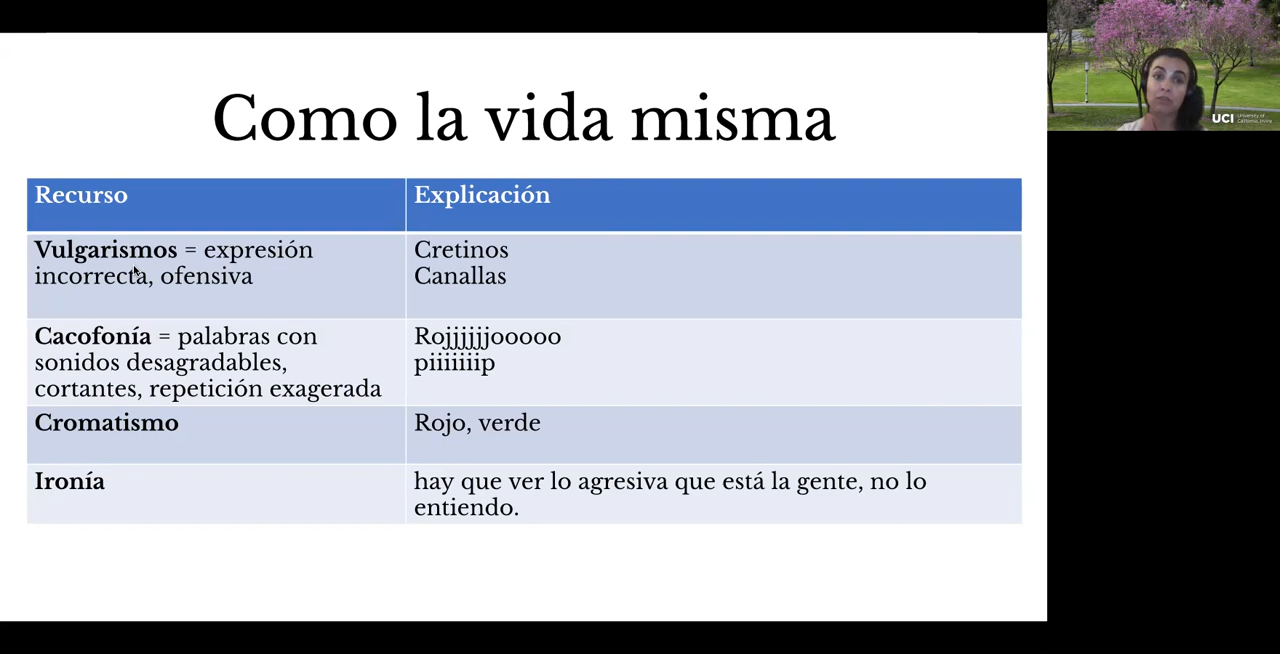 Como la vida misma
Recurso
Explicación
Vulgarismos = expresión
incorrecta, ofensiva
Cretinos
Canallas
Cacofonía = palabras con
sonidos desagradables,
cortantes, repetición exagerada
Rojjjjjjooooo
piiiiiiip
Cromatismo
Rojo, verde
Ironía
hay que ver lo agresiva que está la gente, no lo
entiendo.
UCI
University of
California, Irvine